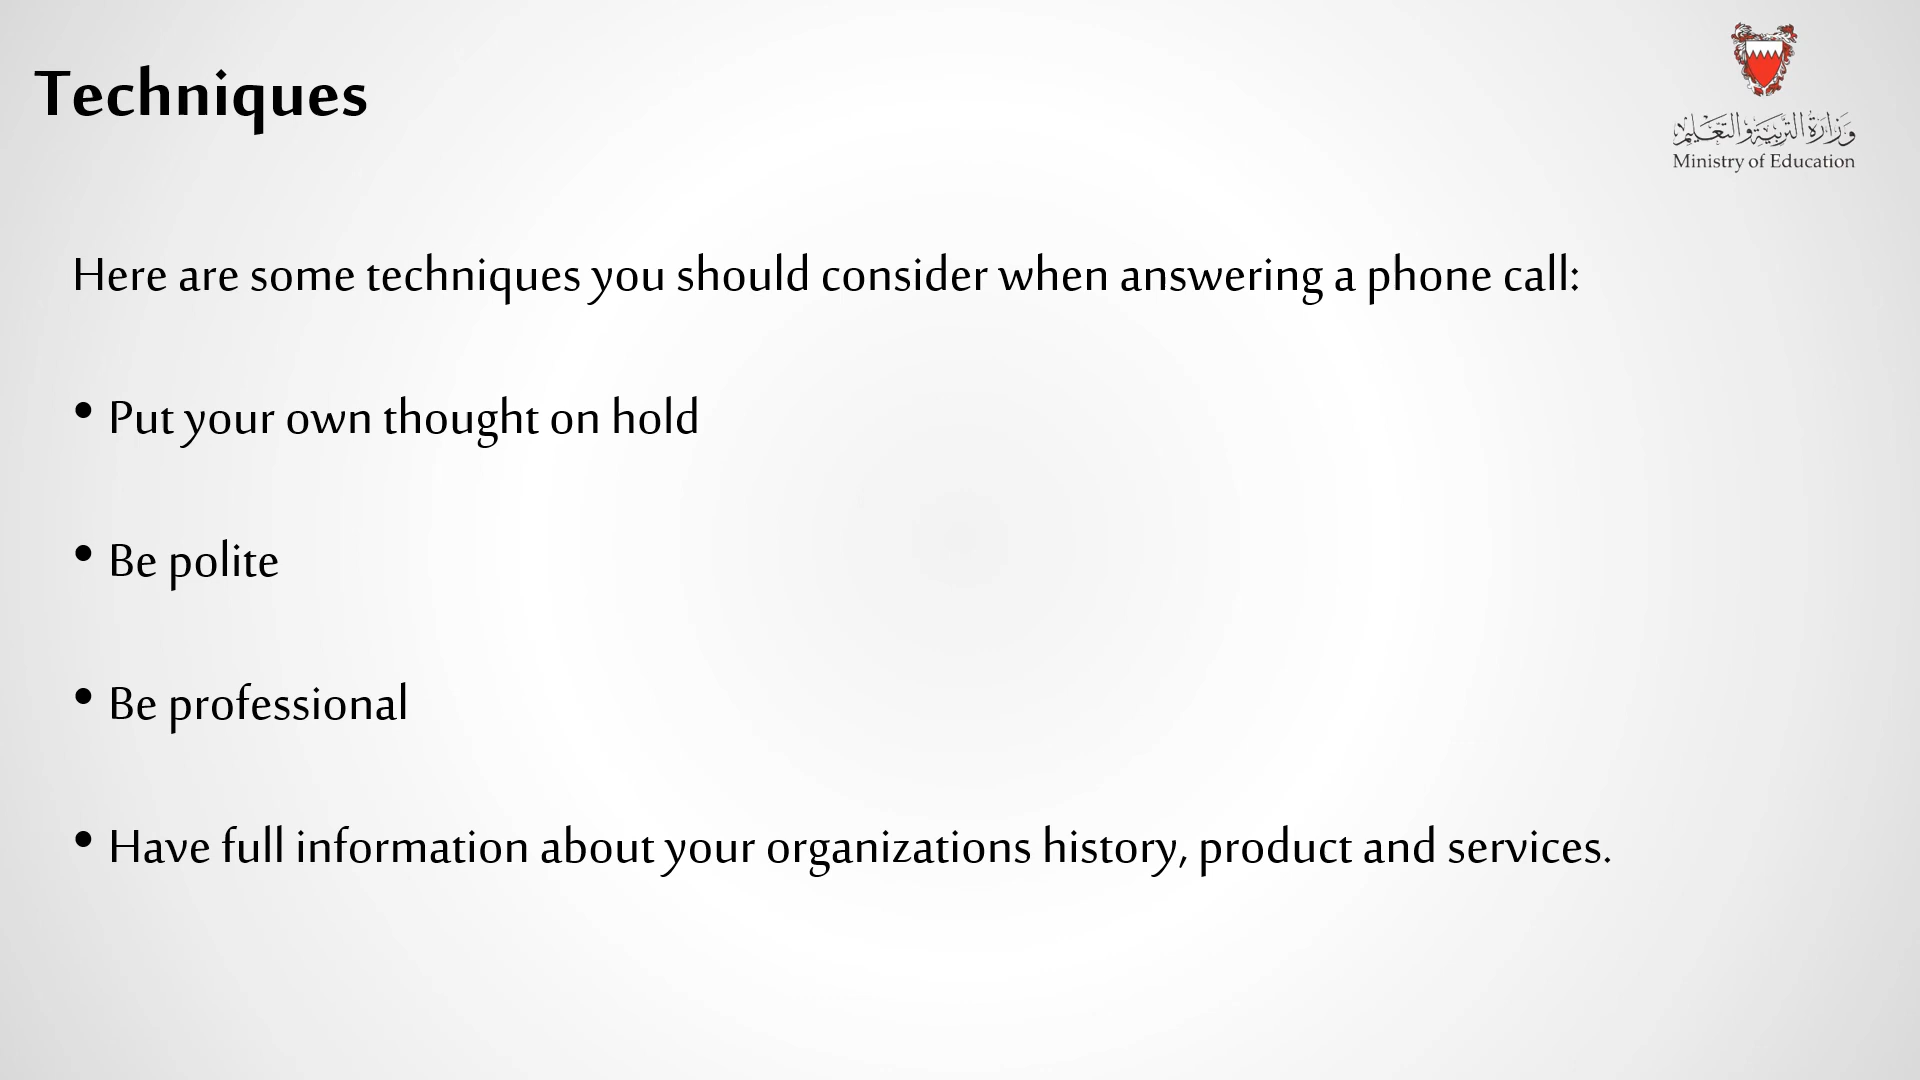 Techniques
وزارة التربية والتعليم
Ministry of Education
Here are some techniques you should consider when answering a phone call:
• Put your own thought on hold
• Be polite
• Be professional
• Have full information about your organizations history, product and services.